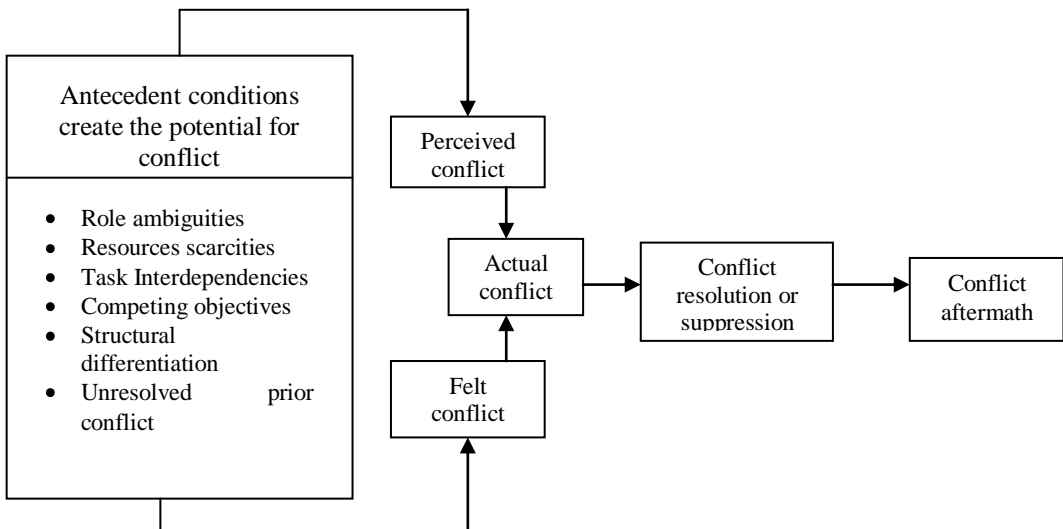 Antecedent conditions
create the potential for
conflict
• Role ambiguities
• Resources scarcities
• Task Interdependencies
• Competing objectives
• Structural
differentiation
• Unresolved prior
conflict
Perceived
conflict
Actual
conflict
Felt
conflict
Conflict
resolution or
suppression
Conflict
aftermath